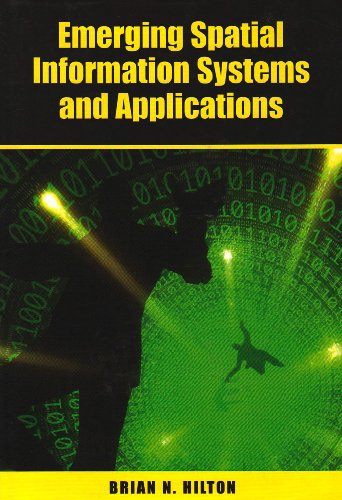 Emerging Spatial
Information Systems
and Applications
BRIAN N. HILTON